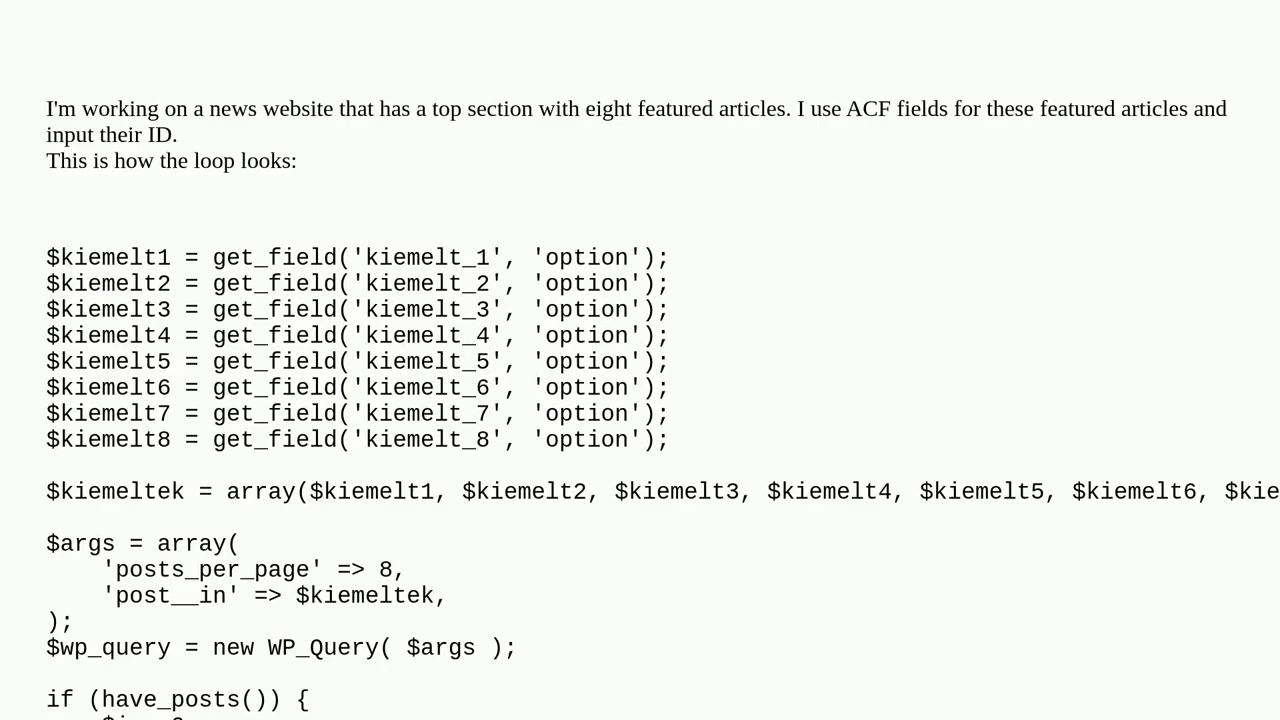 I'm working on a news website that has a top section with eight featured articles. I use ACF fields for these featured articles and
input their ID.
This is how the loop looks:
$kiemelt1 = get_field('kiemelt_1', 'option');
$kiemelt2 = get_field('kiemelt_2', 'option');
$kiemelt3 = get_field('kiemelt_3', 'option');
$kiemelt4 = get_field('kiemelt_4', 'option');
$kiemelt5 = get_field('kiemelt_5', 'option');
$kiemelt6 = get_field('kiemelt_6', 'option');
$kiemelt7 = get_field('kiemelt_7', 'option');
$kiemelt8 = get_field('kiemelt_8', 'option');
$kiemeltek = array($kiemelt1, $kiemelt2, $kiemelt3, $kiemelt4, $kiemelt5, $kiemelt6, $kie
$args = array(
    'posts_per_page' => 8,
    'post__in' => $kiemeltek,
);
$wp_query = new WP_Query( $args );
if (have_posts()) {